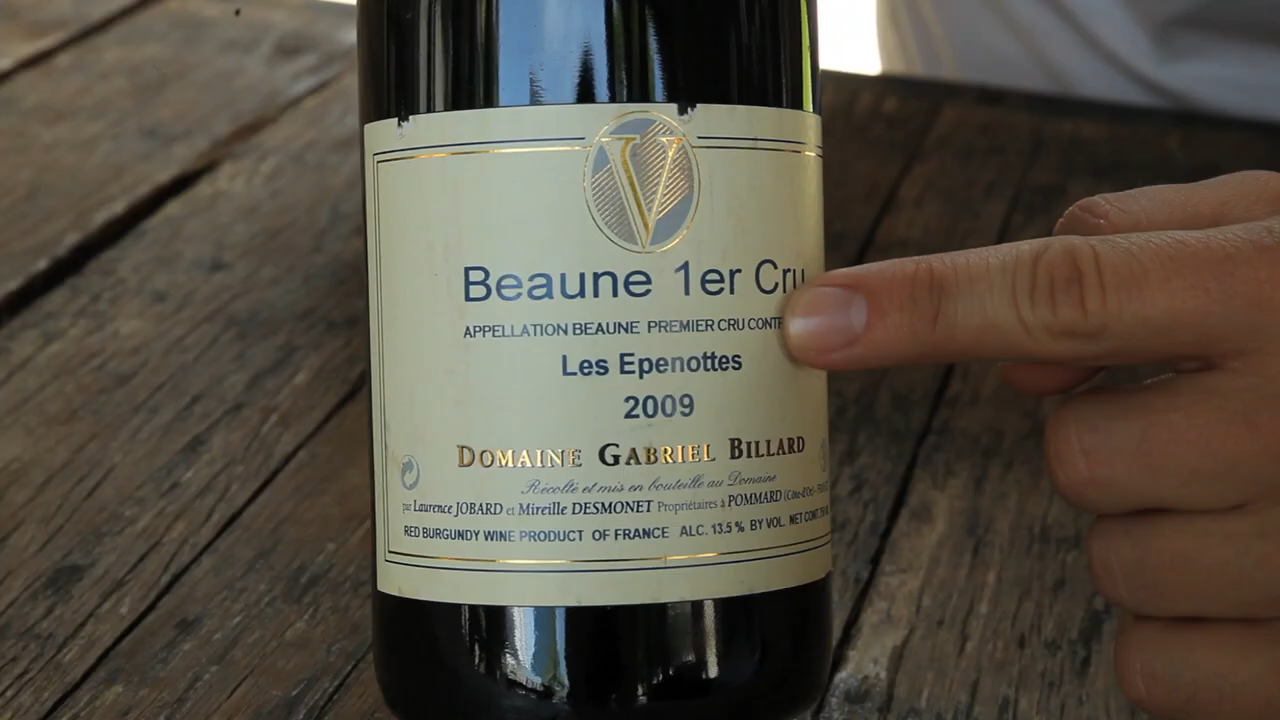 V
Beaune 1er Cru
APPELLATION BEAUNE PREMIER CRU
Les Epenottes
2009
DOMAINE GABRIEL BILLARD
Récolté et mis en bouteille au Domaine
par Laurence JOBARD et Mireille DESMONET Propriétaires à POMMARD (Côte-d'Or) -
RED BURGUNDY WINE PRODUCT OF FRANCE ALC. 13.5 % BY VOL. NET CONT.